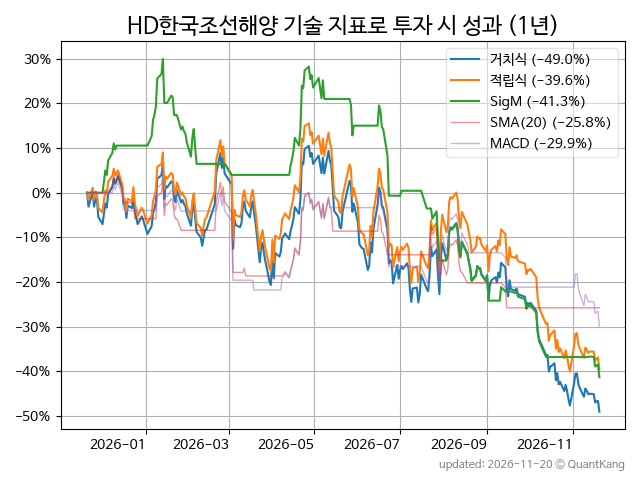 HD한국조선해양 기술 지표로 투자 시 성과 (1년)
거치식 (−49.0%)
적립식 (−39.6%)
SigM (−41.3%)
SMA(20) (−25.8%)
MACD (−29.9%)
30%
20%
10%
0%
−10%
−20%
−30%
−40%
−50%
2026-01 2026-03 2026-05 2026-07 2026-09 2026-11
updated: 2026-11-20 © QuantKang